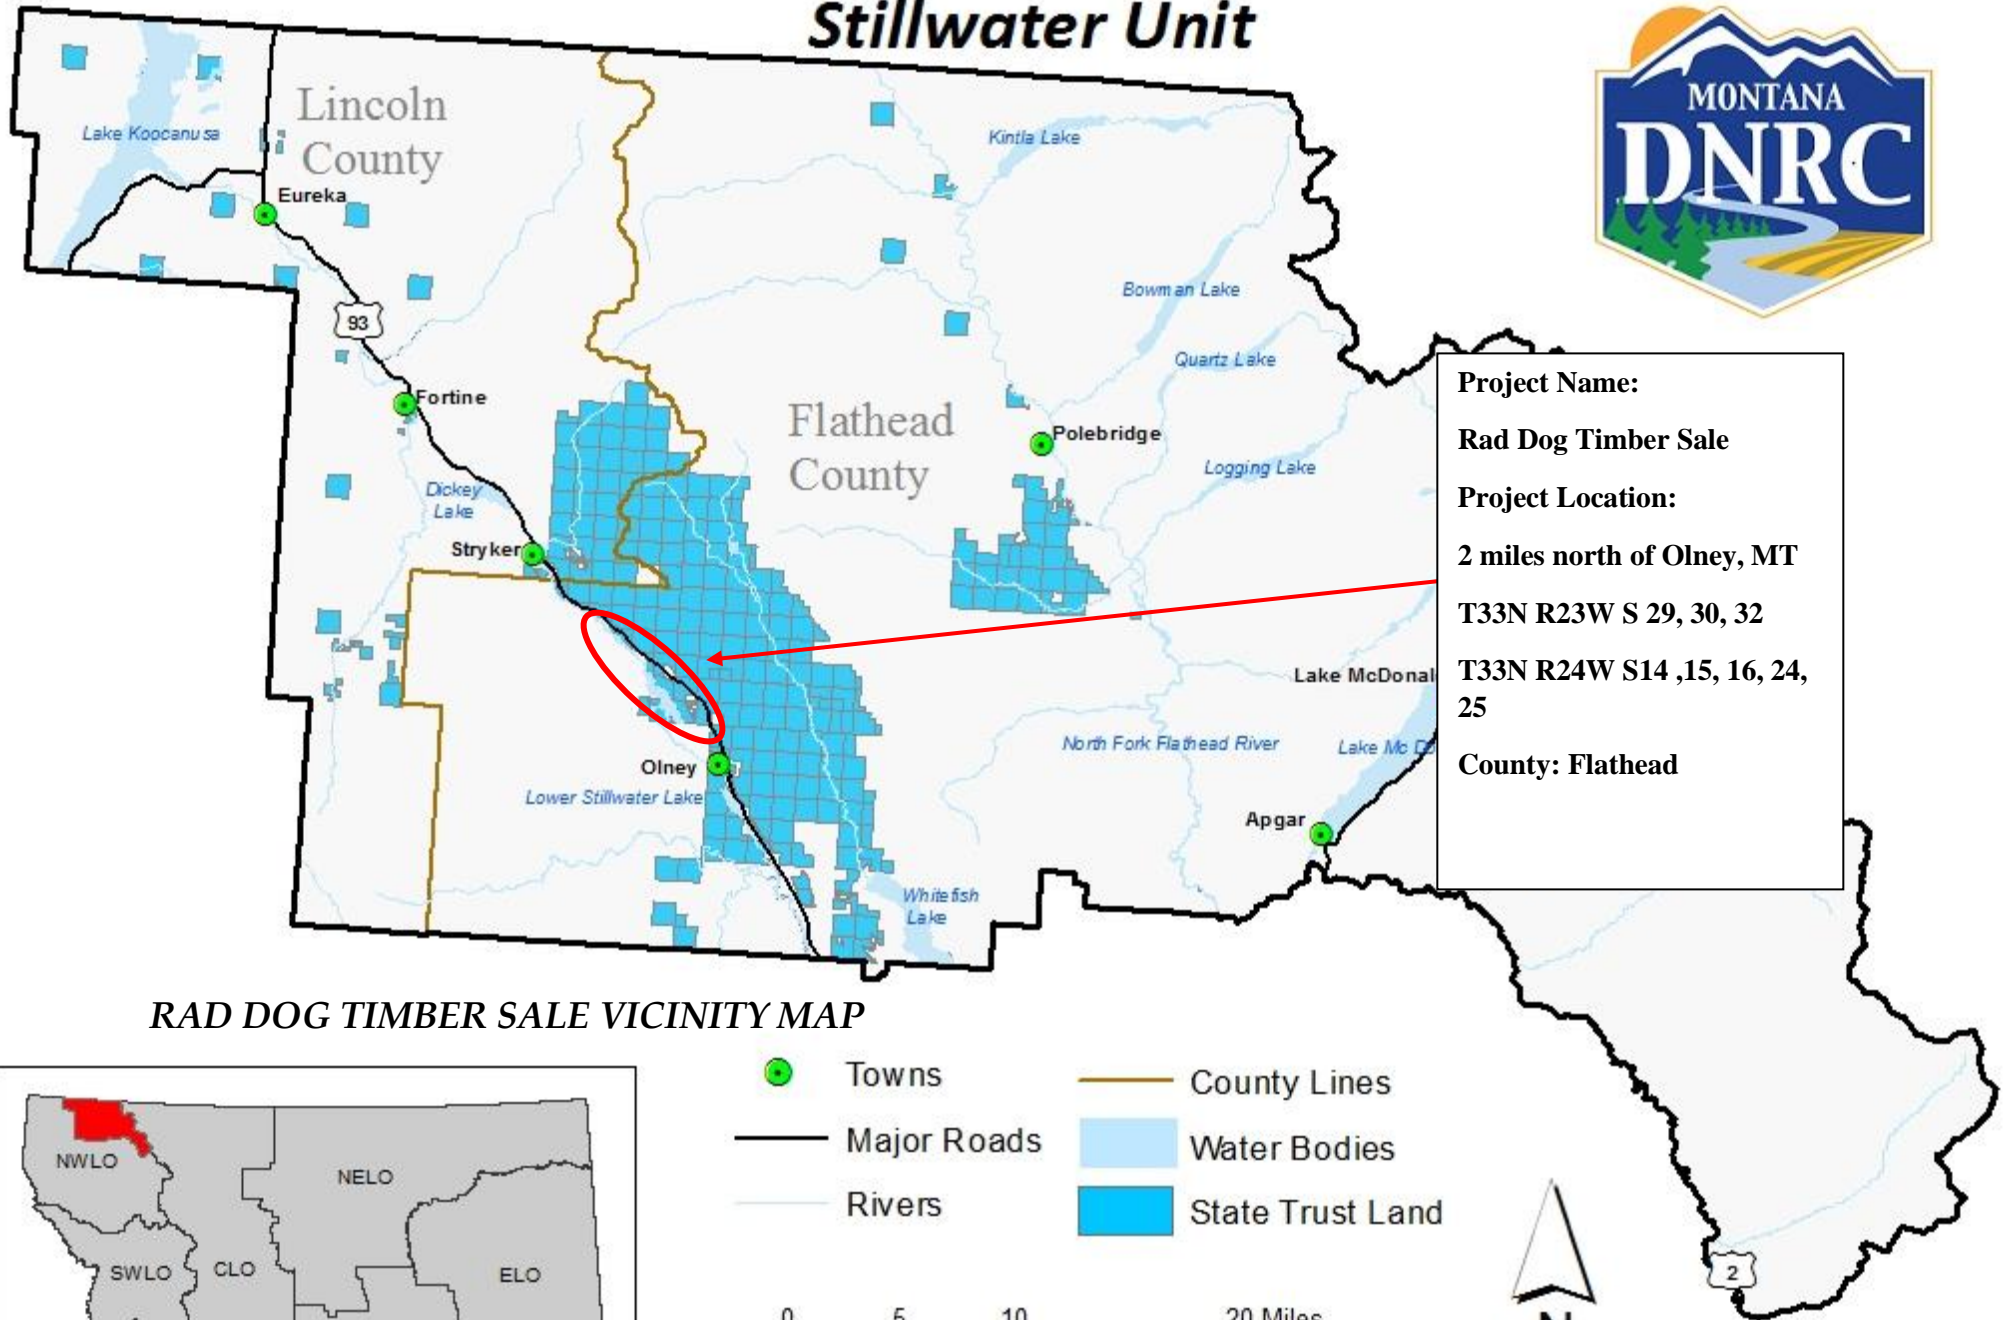 Stillwater Unit
MONTANA
DNRC
Lincoln
County
Lake Koocanusa
Eureka
Kintla Lake
93
Bowman Lake
Quartz Lake
Fortine
Flathead
County
Polebridge
Logging Lake
Dickey
Lake
Stryker
Project Name:
Rad Dog Timber Sale
Project Location:
2 miles north of Olney, MT
T33N R23W S 29, 30, 32
T33N R24W S14 ,15, 16, 24,
25
County: Flathead
Lake McDonal
North Fork Flathead River
Lake Mc D
Olney
Lower Stillwater Lake
Apgar
Whitefish
Lake
RAD DOG TIMBER SALE VICINITY MAP
Towns
County Lines
Major Roads
Water Bodies
Rivers
State Trust Land
NWLO
NELO
SWLO
CLO
ELO
0 5 10 20 Miles
N
2